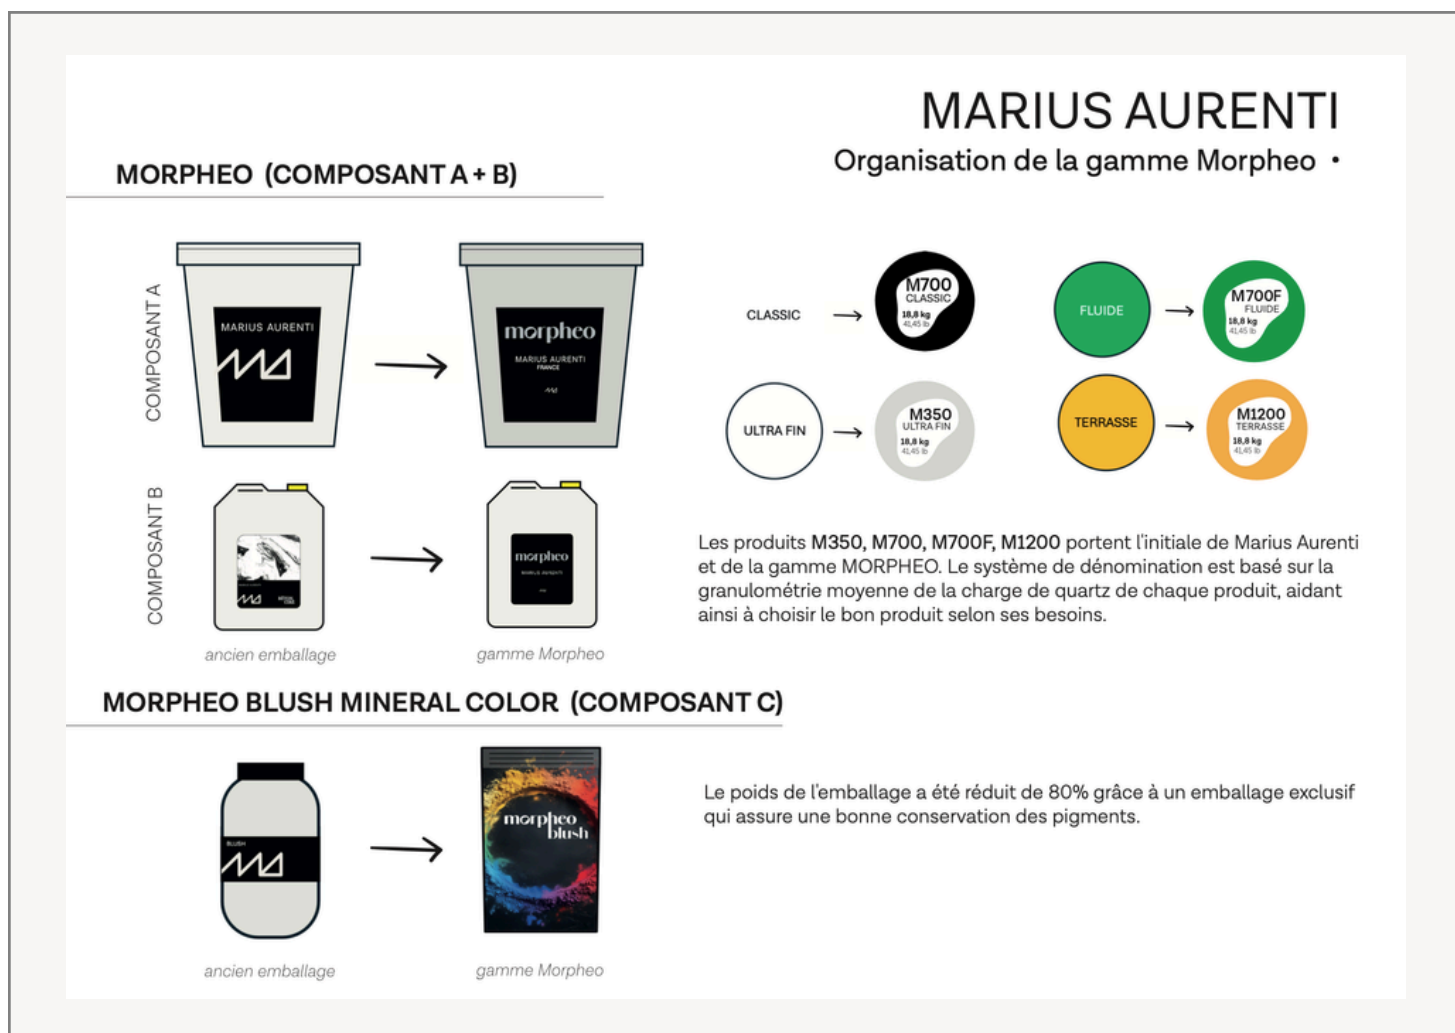 MARIUS AURENTI
Organisation de la gamme Morpheo •
MORPHEO (COMPOSANT A + B)
COMPOSANT A
MARIUS AURENTI
morpheo
MARIUS AURENTI
FRANCE
COMPOSANT B
morpheo
MARIUS AURENTI
ancien emballage
gamme Morpheo
CLASSIC
M700
CLASSIC
18,8 kg
41,45 lb
FLUIDE
M700F
FLUIDE
18,8 kg
41,45 lb
ULTRA FIN
M350
ULTRA FIN
18,8 kg
41,45 lb
TERRASSE
M1200
TERRASSE
18,8 kg
41,45 lb
Les produits M350, M700, M700F, M1200 portent l'initiale de Marius Aurenti
et de la gamme MORPHEO. Le système de dénomination est basé sur la
granulométrie moyenne de la charge de quartz de chaque produit, aidant
ainsi à choisir le bon produit selon ses besoins.
MORPHEO BLUSH MINERAL COLOR (COMPOSANT C)
BLUSH
morpheo
blush
ancien emballage
gamme Morpheo
Le poids de l'emballage a été réduit de 80% grâce à un emballage exclusif
qui assure une bonne conservation des pigments.